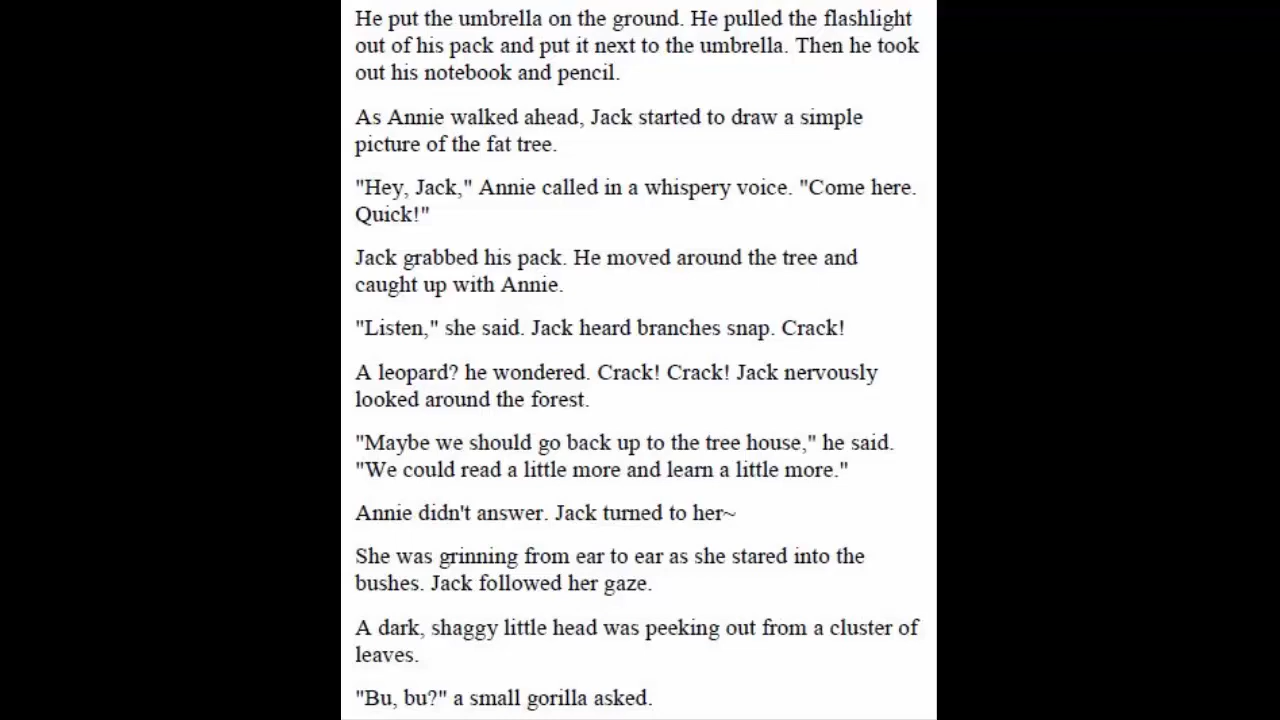 He put the umbrella on the ground. He pulled the flashlight
out of his pack and put it next to the umbrella. Then he took
out his notebook and pencil.
As Annie walked ahead, Jack started to draw a simple
picture of the fat tree.
"Hey, Jack," Annie called in a whispery voice. "Come here.
Quick!"
Jack grabbed his pack. He moved around the tree and
caught up with Annie.
"Listen," she said. Jack heard branches snap. Crack!
A leopard? he wondered. Crack! Crack! Jack nervously
looked around the forest.
"Maybe we should go back up to the tree house," he said.
"We could read a little more and learn a little more."
Annie didn't answer. Jack turned to her~
She was grinning from ear to ear as she stared into the
bushes. Jack followed her gaze.
A dark, shaggy little head was peeking out from a cluster of
leaves.
"Bu, bu?" a small gorilla asked.